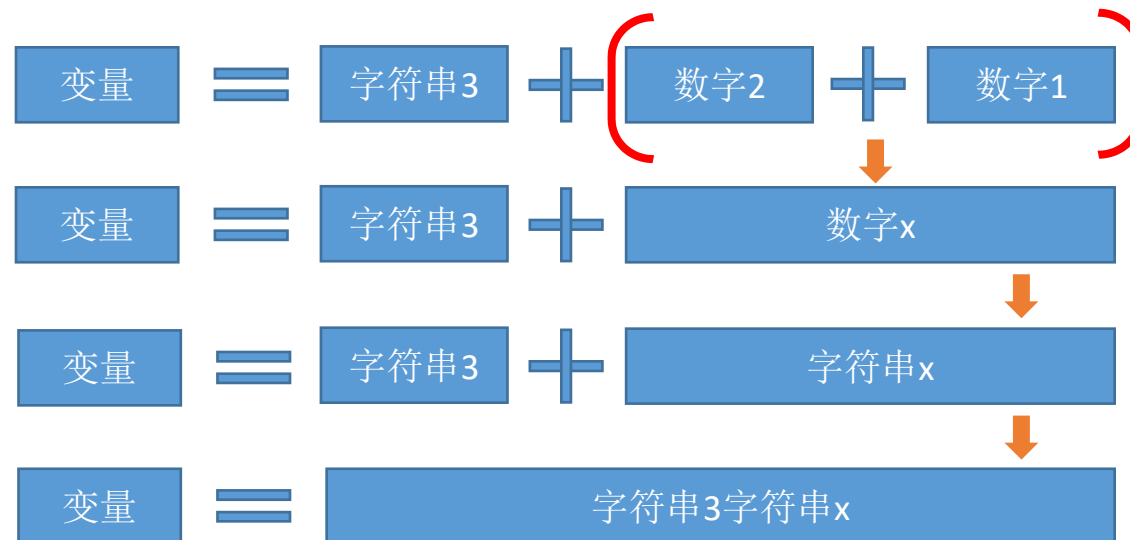 变量 = 字符串3 + ( 数字2 + 数字1 )
变量 = 字符串3 + 数字x
变量 = 字符串3 + 字符串x
变量 = 字符串3字符串x